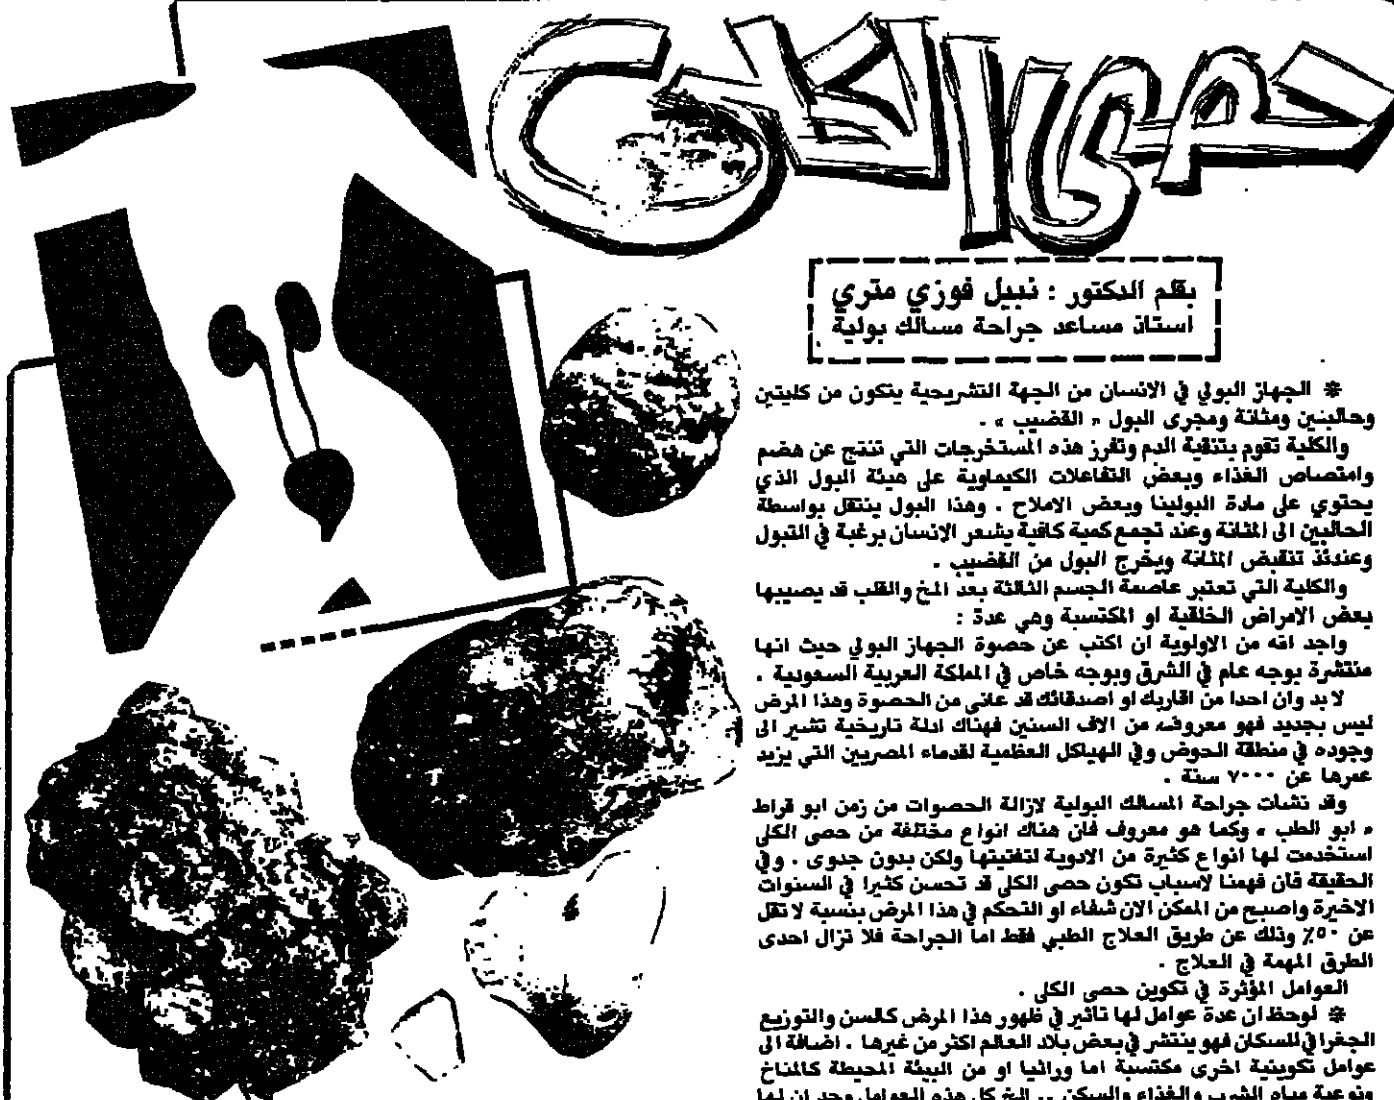 حصى الكلى
بقلم الدكتور : نبيل فوزي متري
استاذ مساعد جراحة مسالك بولية
* الجهاز البولي في الانسان من الجهة التشريحية يتكون من كليتين
وحالبين ومثانة ومجرى البول « القضيب » .
والكلية تقوم بتنقية الدم وتفرز هذه المستخرجات التي تنتج عن هضم
وامتصاص الغذاء وبعض التفاعلات الكيماوية على هيئة البول الذي
يحتوي على مادة البولينا وبعض الاملاح . وهذا البول ينتقل بواسطة
الحالبين الى المثانة وعند تجمع كمية كافية يشعر الانسان برغبة في التبول
وعندئذ تنقبض المثانة ويخرج البول من القضيب .
والكلية التي تعتبر عاصمة الجسم الثالثة بعد المخ والقلب قد يصيبها
بعض الامراض الخلقية او المكتسبة وهي عدة :
واجد انه من الاولوية ان اكتب عن حصوة الجهاز البولي حيث انها
منتشرة بوجه عام في الشرق وبوجه خاص في المملكة العربية السعودية .
لا بد وان احدا من اقاربك او اصدقائك قد عانى من الحصوة وهذا المرض
ليس بجديد فهو معروف من الاف السنين فهناك ادلة تاريخية تشير الى
وجوده في منطقة الحوض وفي الهياكل العظمية لقدماء المصريين التي يزيد
عمرها عن ٧٠٠٠ سنة .
وقد نشات جراحة المسالك البولية لازالة الحصوات من زمن ابو قراط
« ابو الطب » وكما هو معروف فان هناك انواع مختلفة من حصى الكلى
استخدمت لها انواع كثيرة من الادوية لتفتيتها ولكن بدون جدوى . وفي
الحقيقة فان فهمنا لاسباب تكون حصى الكلى قد تحسن كثيرا في السنوات
الاخيرة واصبح من الممكن الان شفاء او التحكم في هذا المرض بنسبة لا تقل
عن ٥٠٪ وذلك عن طريق العلاج الطبي فقط اما الجراحة فلا تزال احدى
الطرق المهمة في العلاج .
العوامل المؤثرة في تكوين حصى الكلى .
* لوحظ ان عدة عوامل لها تاثير في ظهور هذا المرض كالسن والتوزيع
الجغرافي للسكان فهو ينتشر في بعض بلاد العالم اكثر من غيرها . اضافة الى
عوامل تكوينية اخرى مكتسبة اما وراثيا او من البيئة المحيطة كالمناخ
ونوعية مياه الشرب والغذاء والسكن .. الخ كل هذه العوامل وجد ان لها